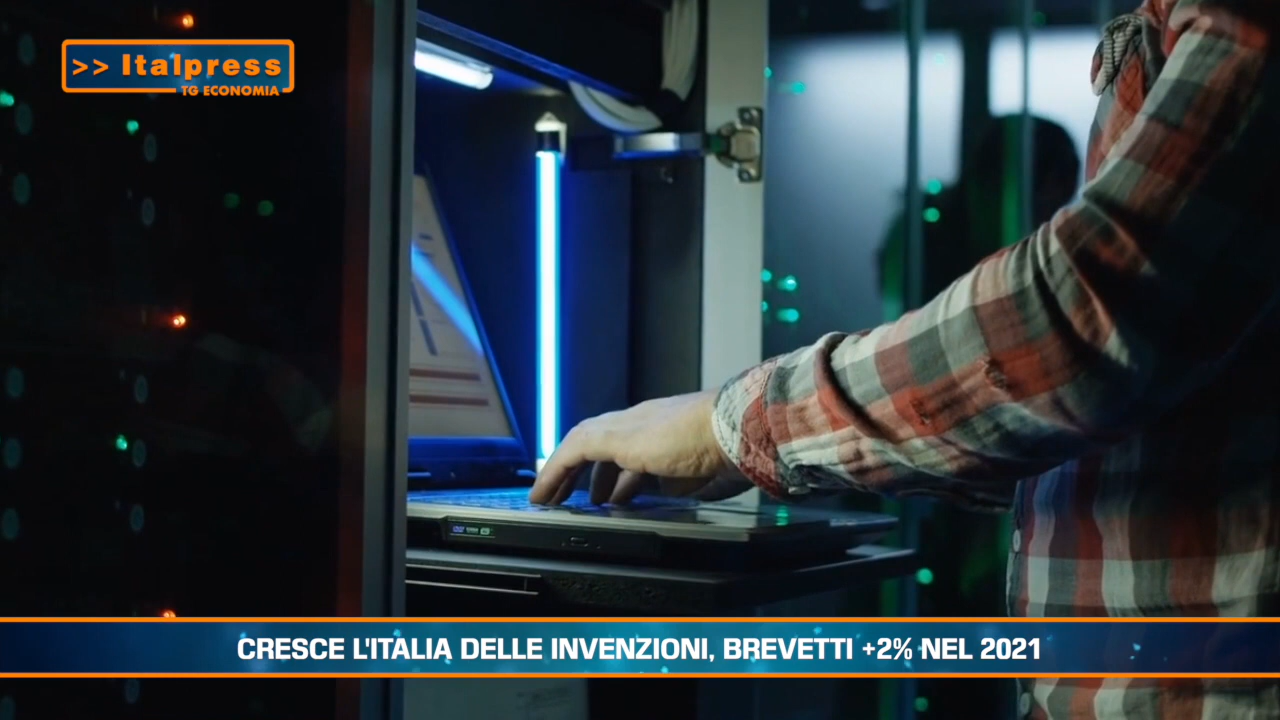 >> Italpress
TG ECONOMIA
CRESCE L'ITALIA DELLE INVENZIONI, BREVETTI +2% NEL 2021